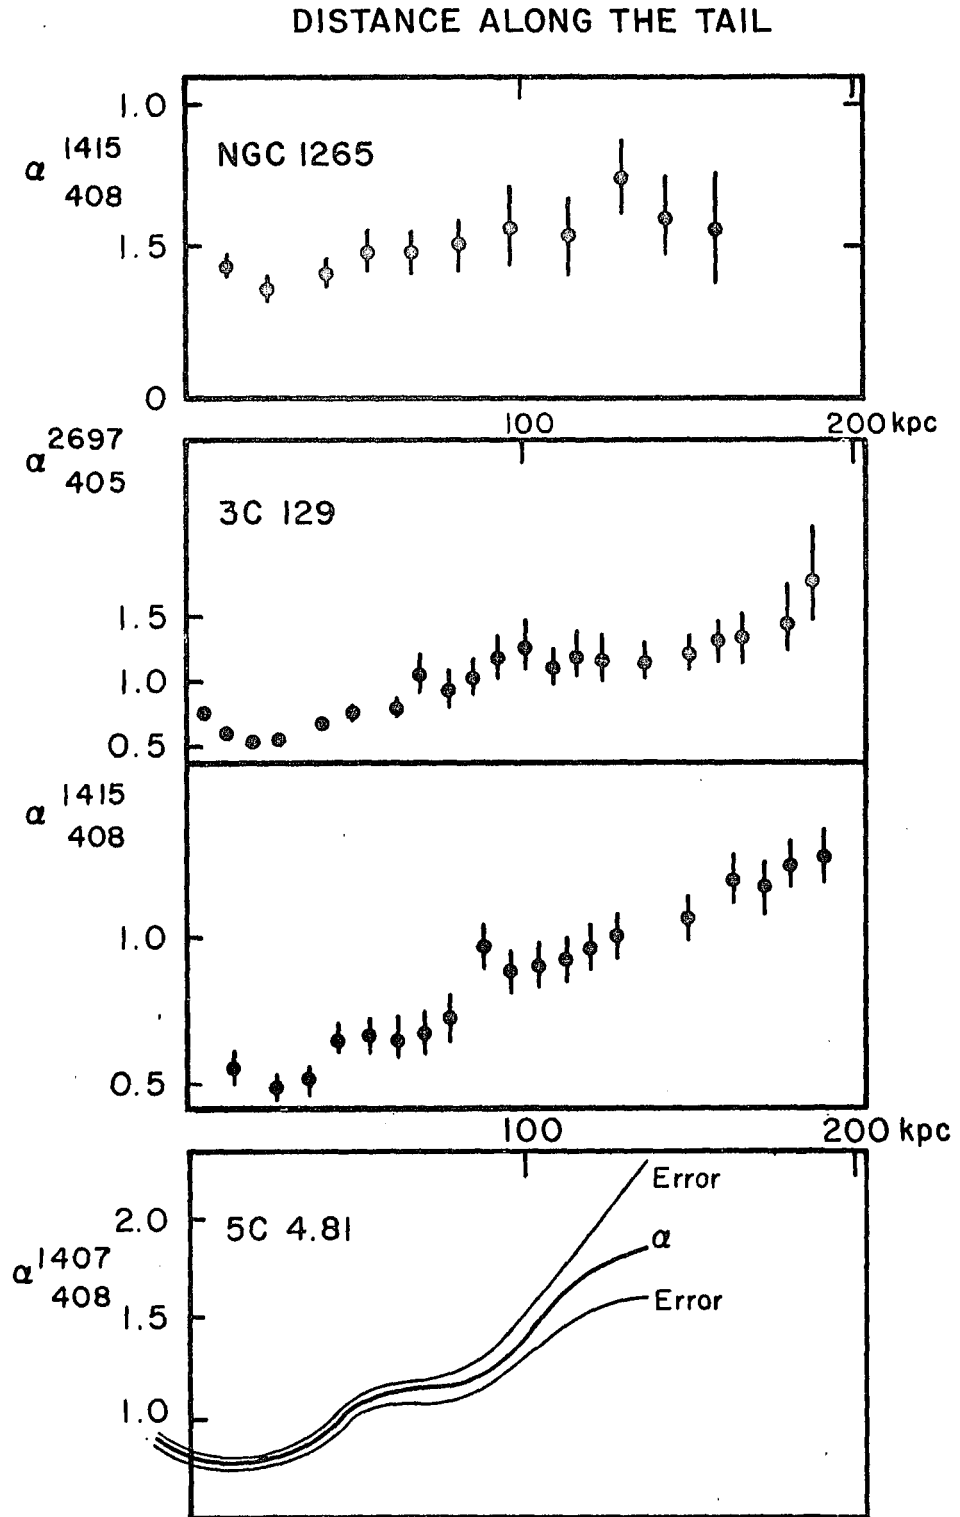 DISTANCE ALONG THE TAIL
1.0
α 1415
408
NGC 1265
1.5
0
100
200 kpc
α 2697
405
3C 129
1.5
1.0
0.5
α 1415
408
1.0
0.5
100
200 kpc
Error
2.0
5C 4.81
α
α 1407
408
Error
1.5
1.0